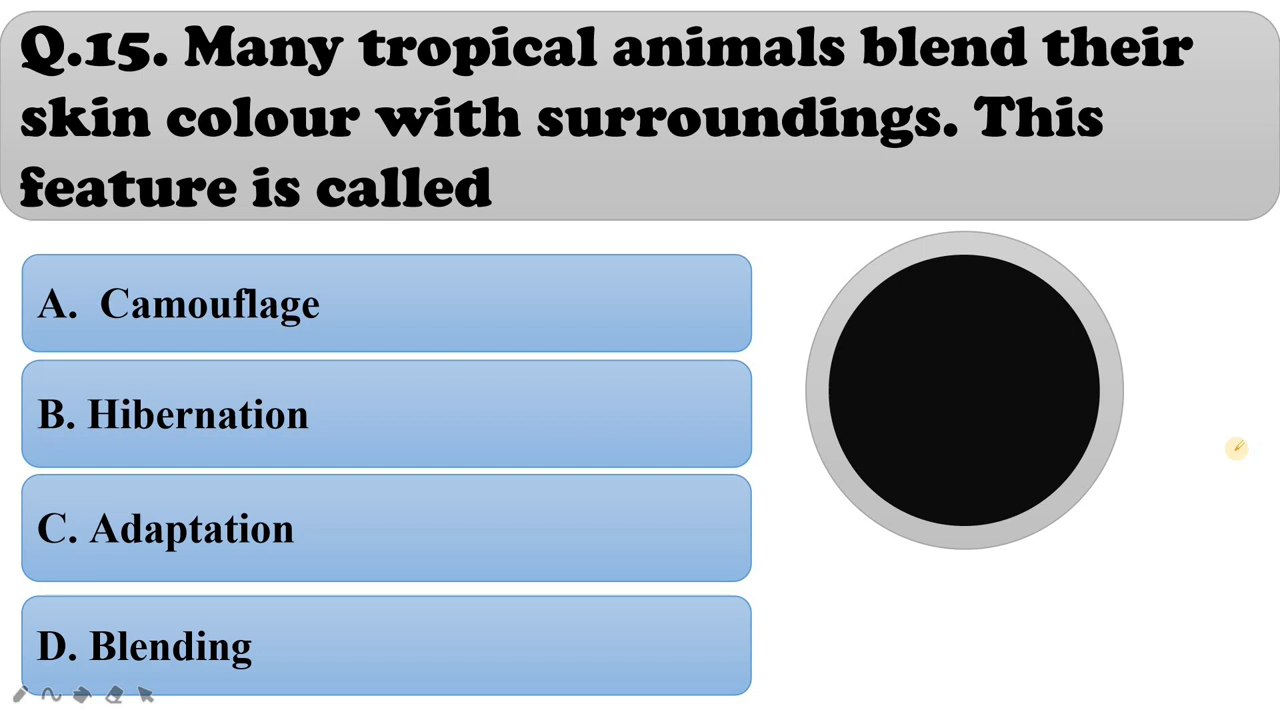 Q.15. Many tropical animals blend their
skin colour with surroundings. This
feature is called
A. Camouflage
B. Hibernation
C. Adaptation
D. Blending